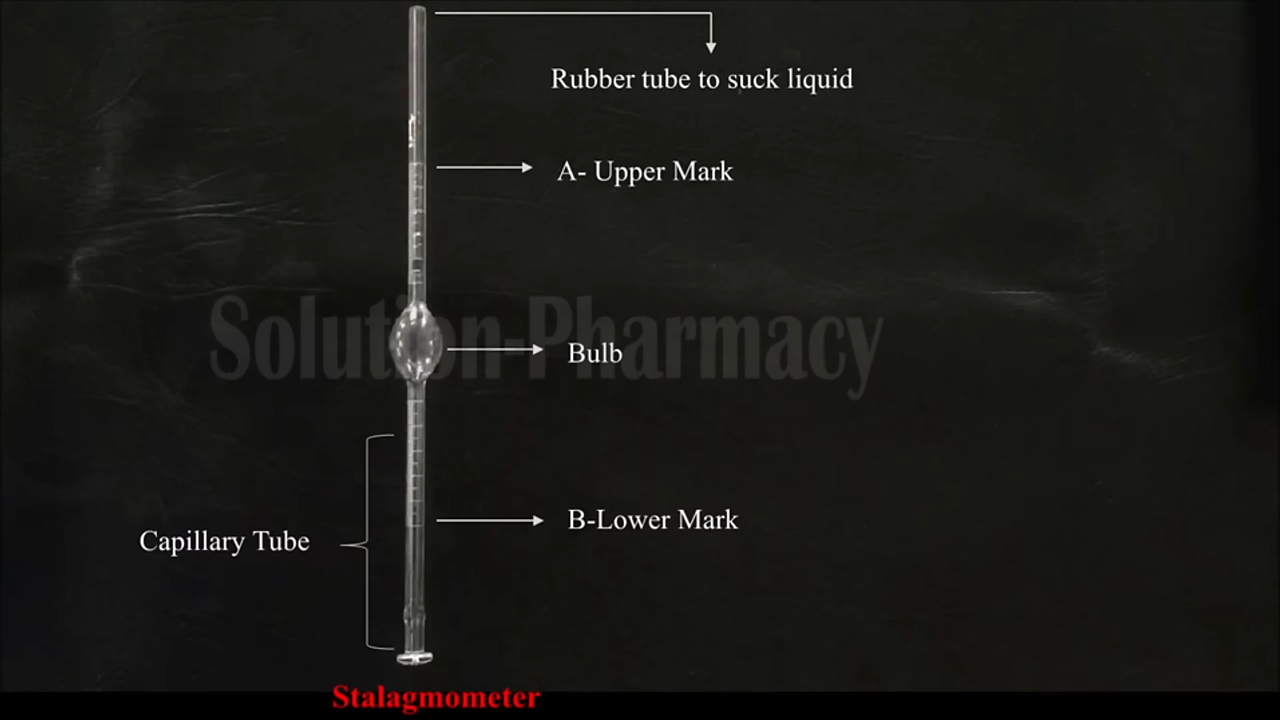 Rubber tube to suck liquid
A- Upper Mark
Solution-Pharmacy
Bulb
B-Lower Mark
Capillary Tube
Stalagmometer